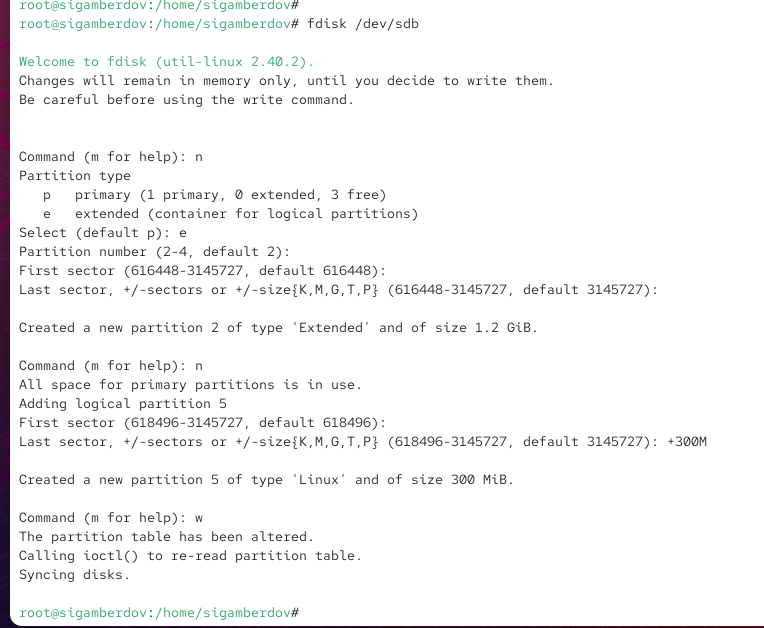 root@sigamberdov:/home/sigamberdov#
root@sigamberdov:/home/sigamberdov# fdisk /dev/sdb
Welcome to fdisk (util-linux 2.40.2).
Changes will remain in memory only, until you decide to write them.
Be careful before using the write command.
Command (m for help): n
Partition type
   p   primary (1 primary, 0 extended, 3 free)
   e   extended (container for logical partitions)
Select (default p): e
Partition number (2-4, default 2):
First sector (616448-3145727, default 616448):
Last sector, +/-sectors or +/-size{K,M,G,T,P} (616448-3145727, default 3145727):
Created a new partition 2 of type 'Extended' and of size 1.2 GiB.
Command (m for help): n
All space for primary partitions is in use.
Adding logical partition 5
First sector (618496-3145727, default 618496):
Last sector, +/-sectors or +/-size{K,M,G,T,P} (618496-3145727, default 3145727): +300M
Created a new partition 5 of type 'Linux' and of size 300 MiB.
Command (m for help): w
The partition table has been altered.
Calling ioctl() to re-read partition table.
Syncing disks.
root@sigamberdov:/home/sigamberdov#